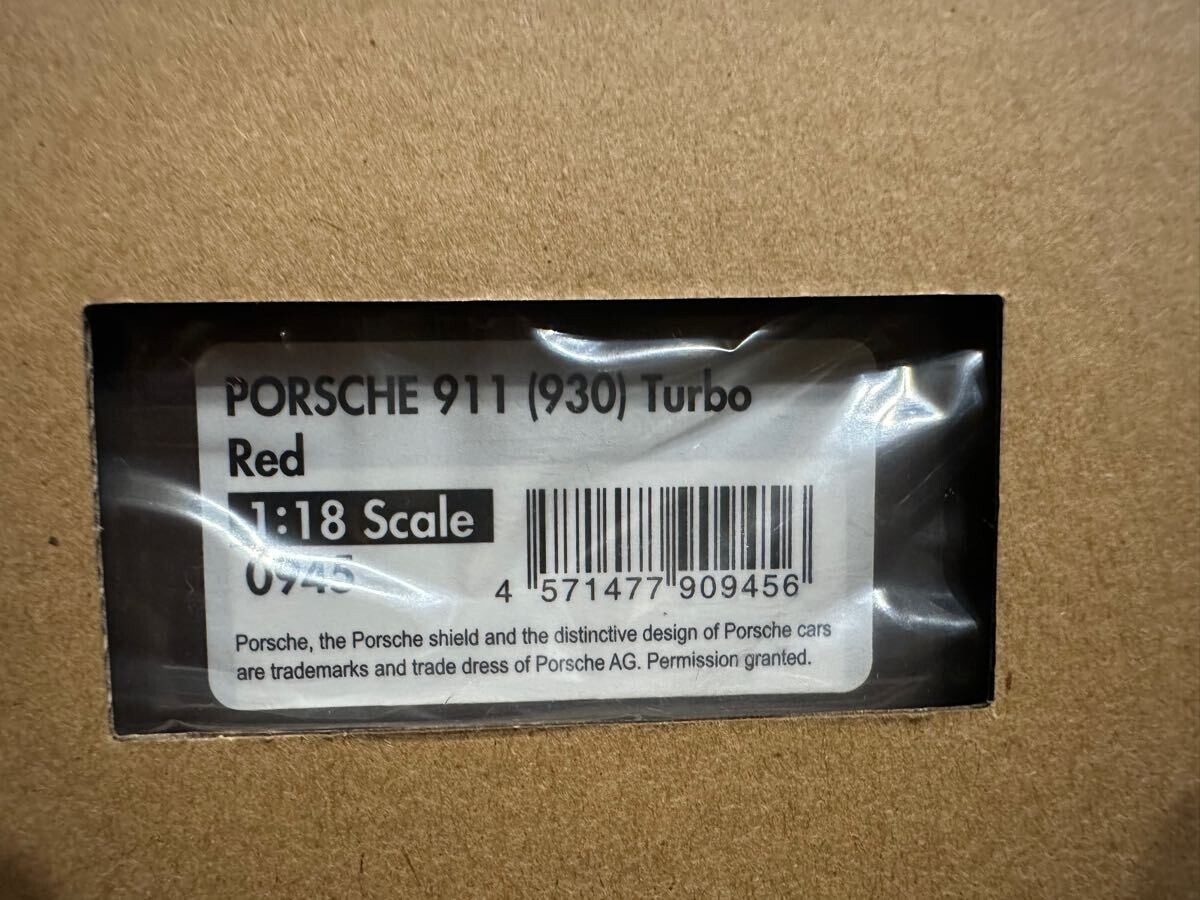 PORSCHE 911 (930) Turbo
Red
1:18 Scale
0945
4 571477 909456
Porsche, the Porsche shield and the distinctive design of Porsche cars
are trademarks and trade dress of Porsche AG. Permission granted.